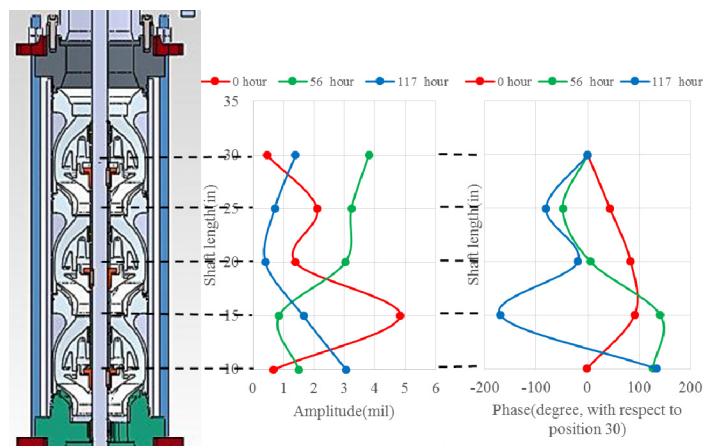 0 hour 56 hour 117 hour
0 hour 56 hour 117 hour
35
30
25
20
15
10
Shaft length(in)
0 1 2 3 4 5 6
Amplitude(mil)
Shaft length(in)
-200 -100 0 100 200
Phase(degree, with respect to
position 30)